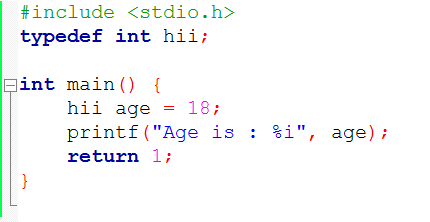 #include <stdio.h>
typedef int hii;

int main() {
    hii age = 18;
    printf("Age is : %i", age);
    return 1;
}